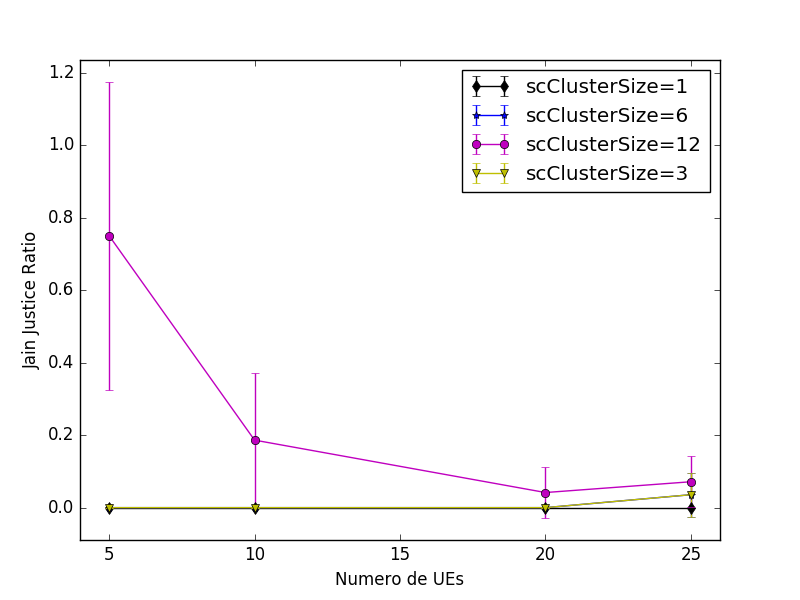 1.2
1.0
0.8
0.6
0.4
0.2
0.0
Jain Justice Ratio
scClusterSize=1
scClusterSize=6
scClusterSize=12
scClusterSize=3
5
10
15
20
25
Numero de UEs